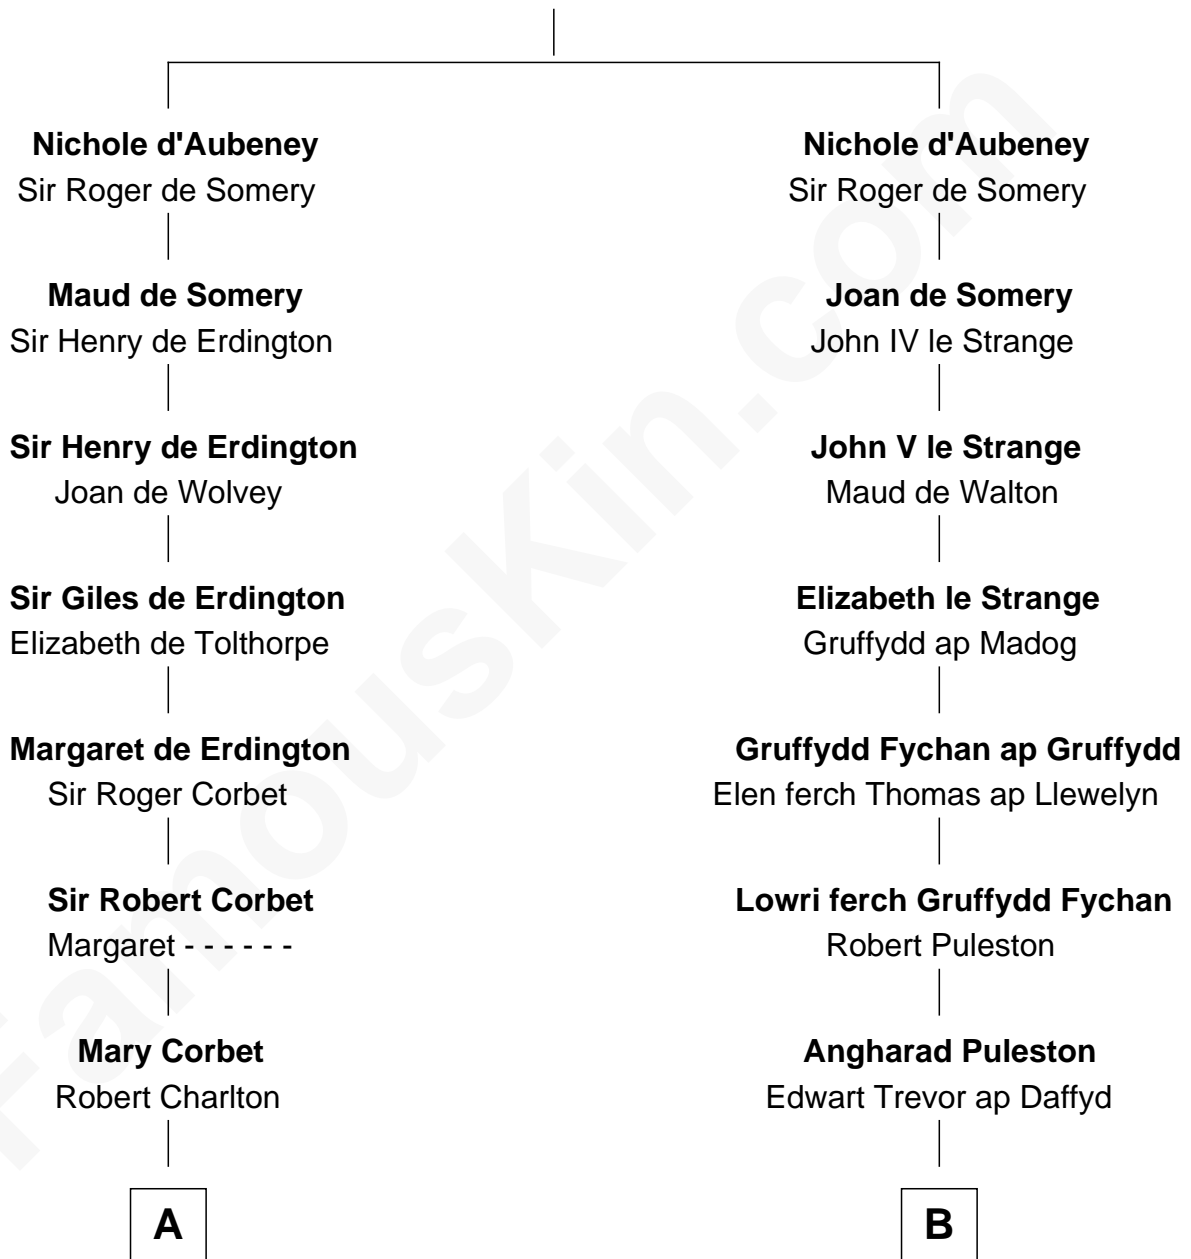 Nichole d'Aubeney
Sir Roger de Somery
Maud de Somery
Sir Henry de Erdington
Sir Henry de Erdington
Joan de Wolvey
Sir Giles de Erdington
Elizabeth de Tolthorpe
Margaret de Erdington
Sir Roger Corbet
Sir Robert Corbet
Margaret - - - - - -
Mary Corbet
Robert Charlton
A
Nichole d'Aubeney
Sir Roger de Somery
Joan de Somery
John IV le Strange
John V le Strange
Maud de Walton
Elizabeth le Strange
Gruffydd ap Madog
Gruffydd Fychan ap Gruffydd
Elen ferch Thomas ap Llewelyn
Lowri ferch Gruffydd Fychan
Robert Puleston
Angharad Puleston
Edwart Trevor ap Daffyd
B
FamousKin.com